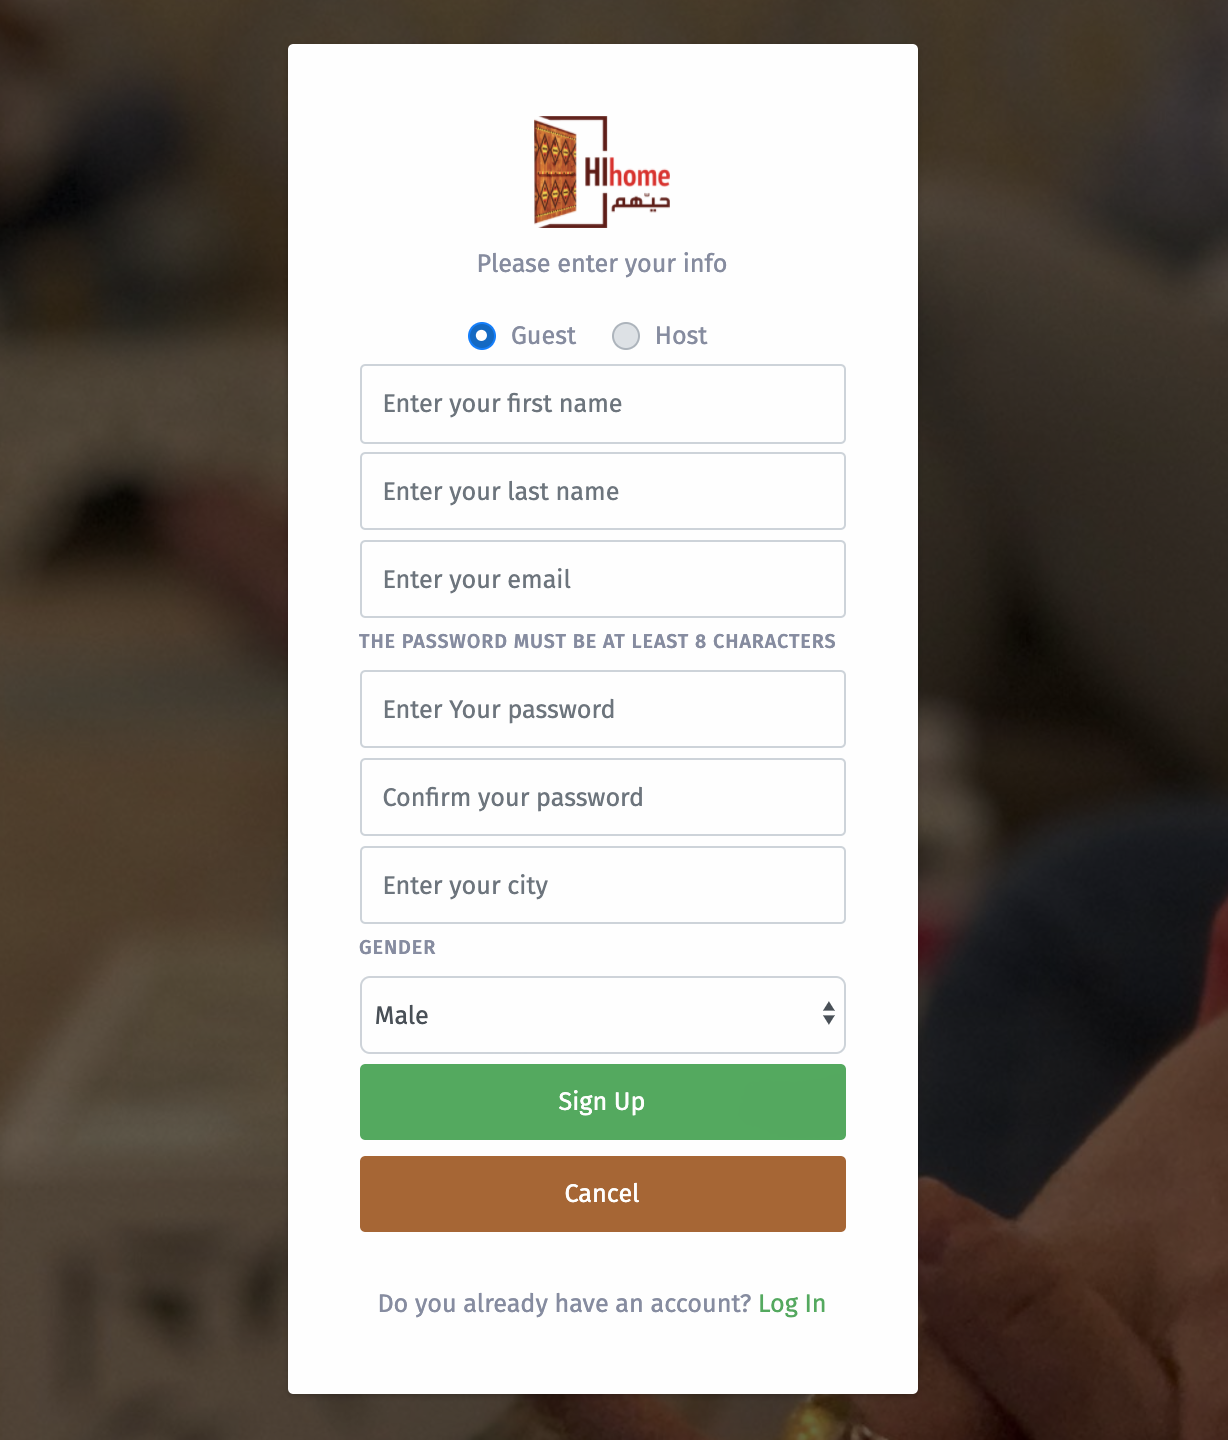 HIhome
حيّهم
Please enter your info
Guest Host
Enter your first name
Enter your last name
Enter your email
THE PASSWORD MUST BE AT LEAST 8 CHARACTERS
Enter Your password
Confirm your password
Enter your city
GENDER
Male
Sign Up
Cancel
Do you already have an account? Log In